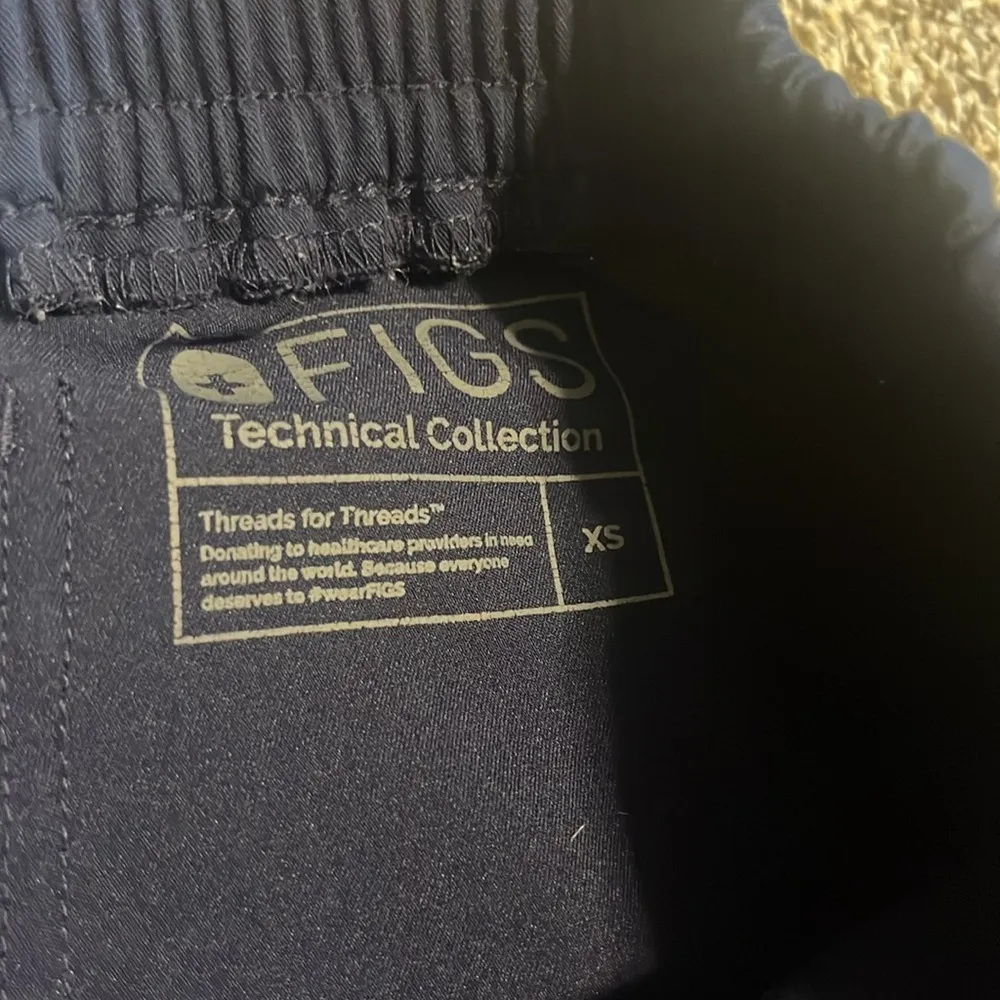 FIGS
Technical Collection
Threads for Threads™
Donating to healthcare providers in need
around the world. Because everyone
deserves to #wearFIGS
XS